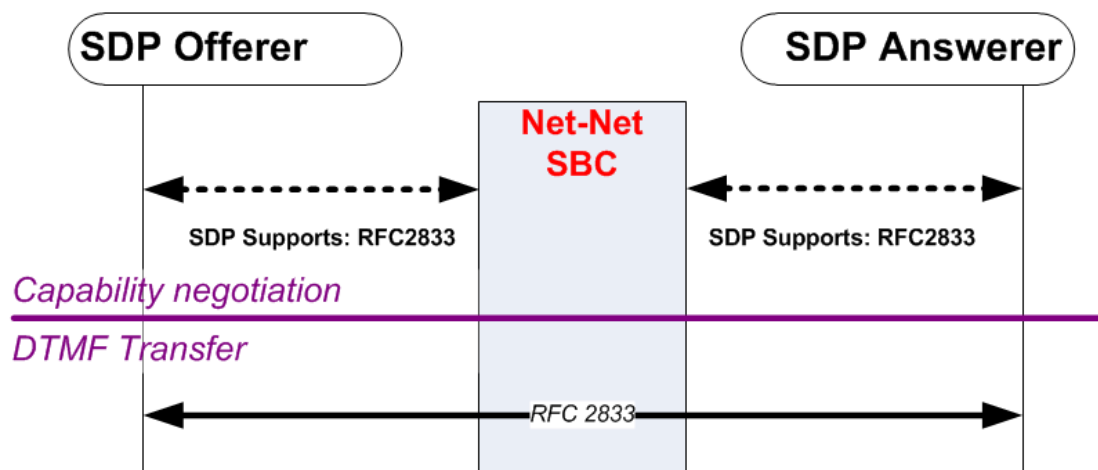 SDP Offerer
SDP Answerer
Net-Net
SBC
SDP Supports: RFC2833
SDP Supports: RFC2833
Capability negotiation
DTMF Transfer
RFC 2833